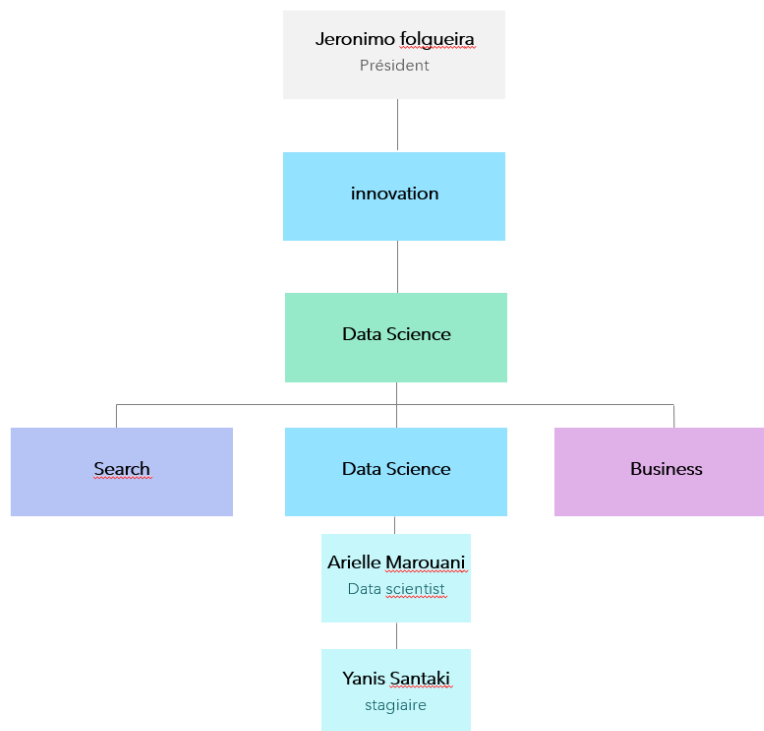 Jeronimo folgueira
Président
innovation
Data Science
Search
Data Science
Business
Arielle Marouani
Data scientist
Yanis Santaki
stagiaire